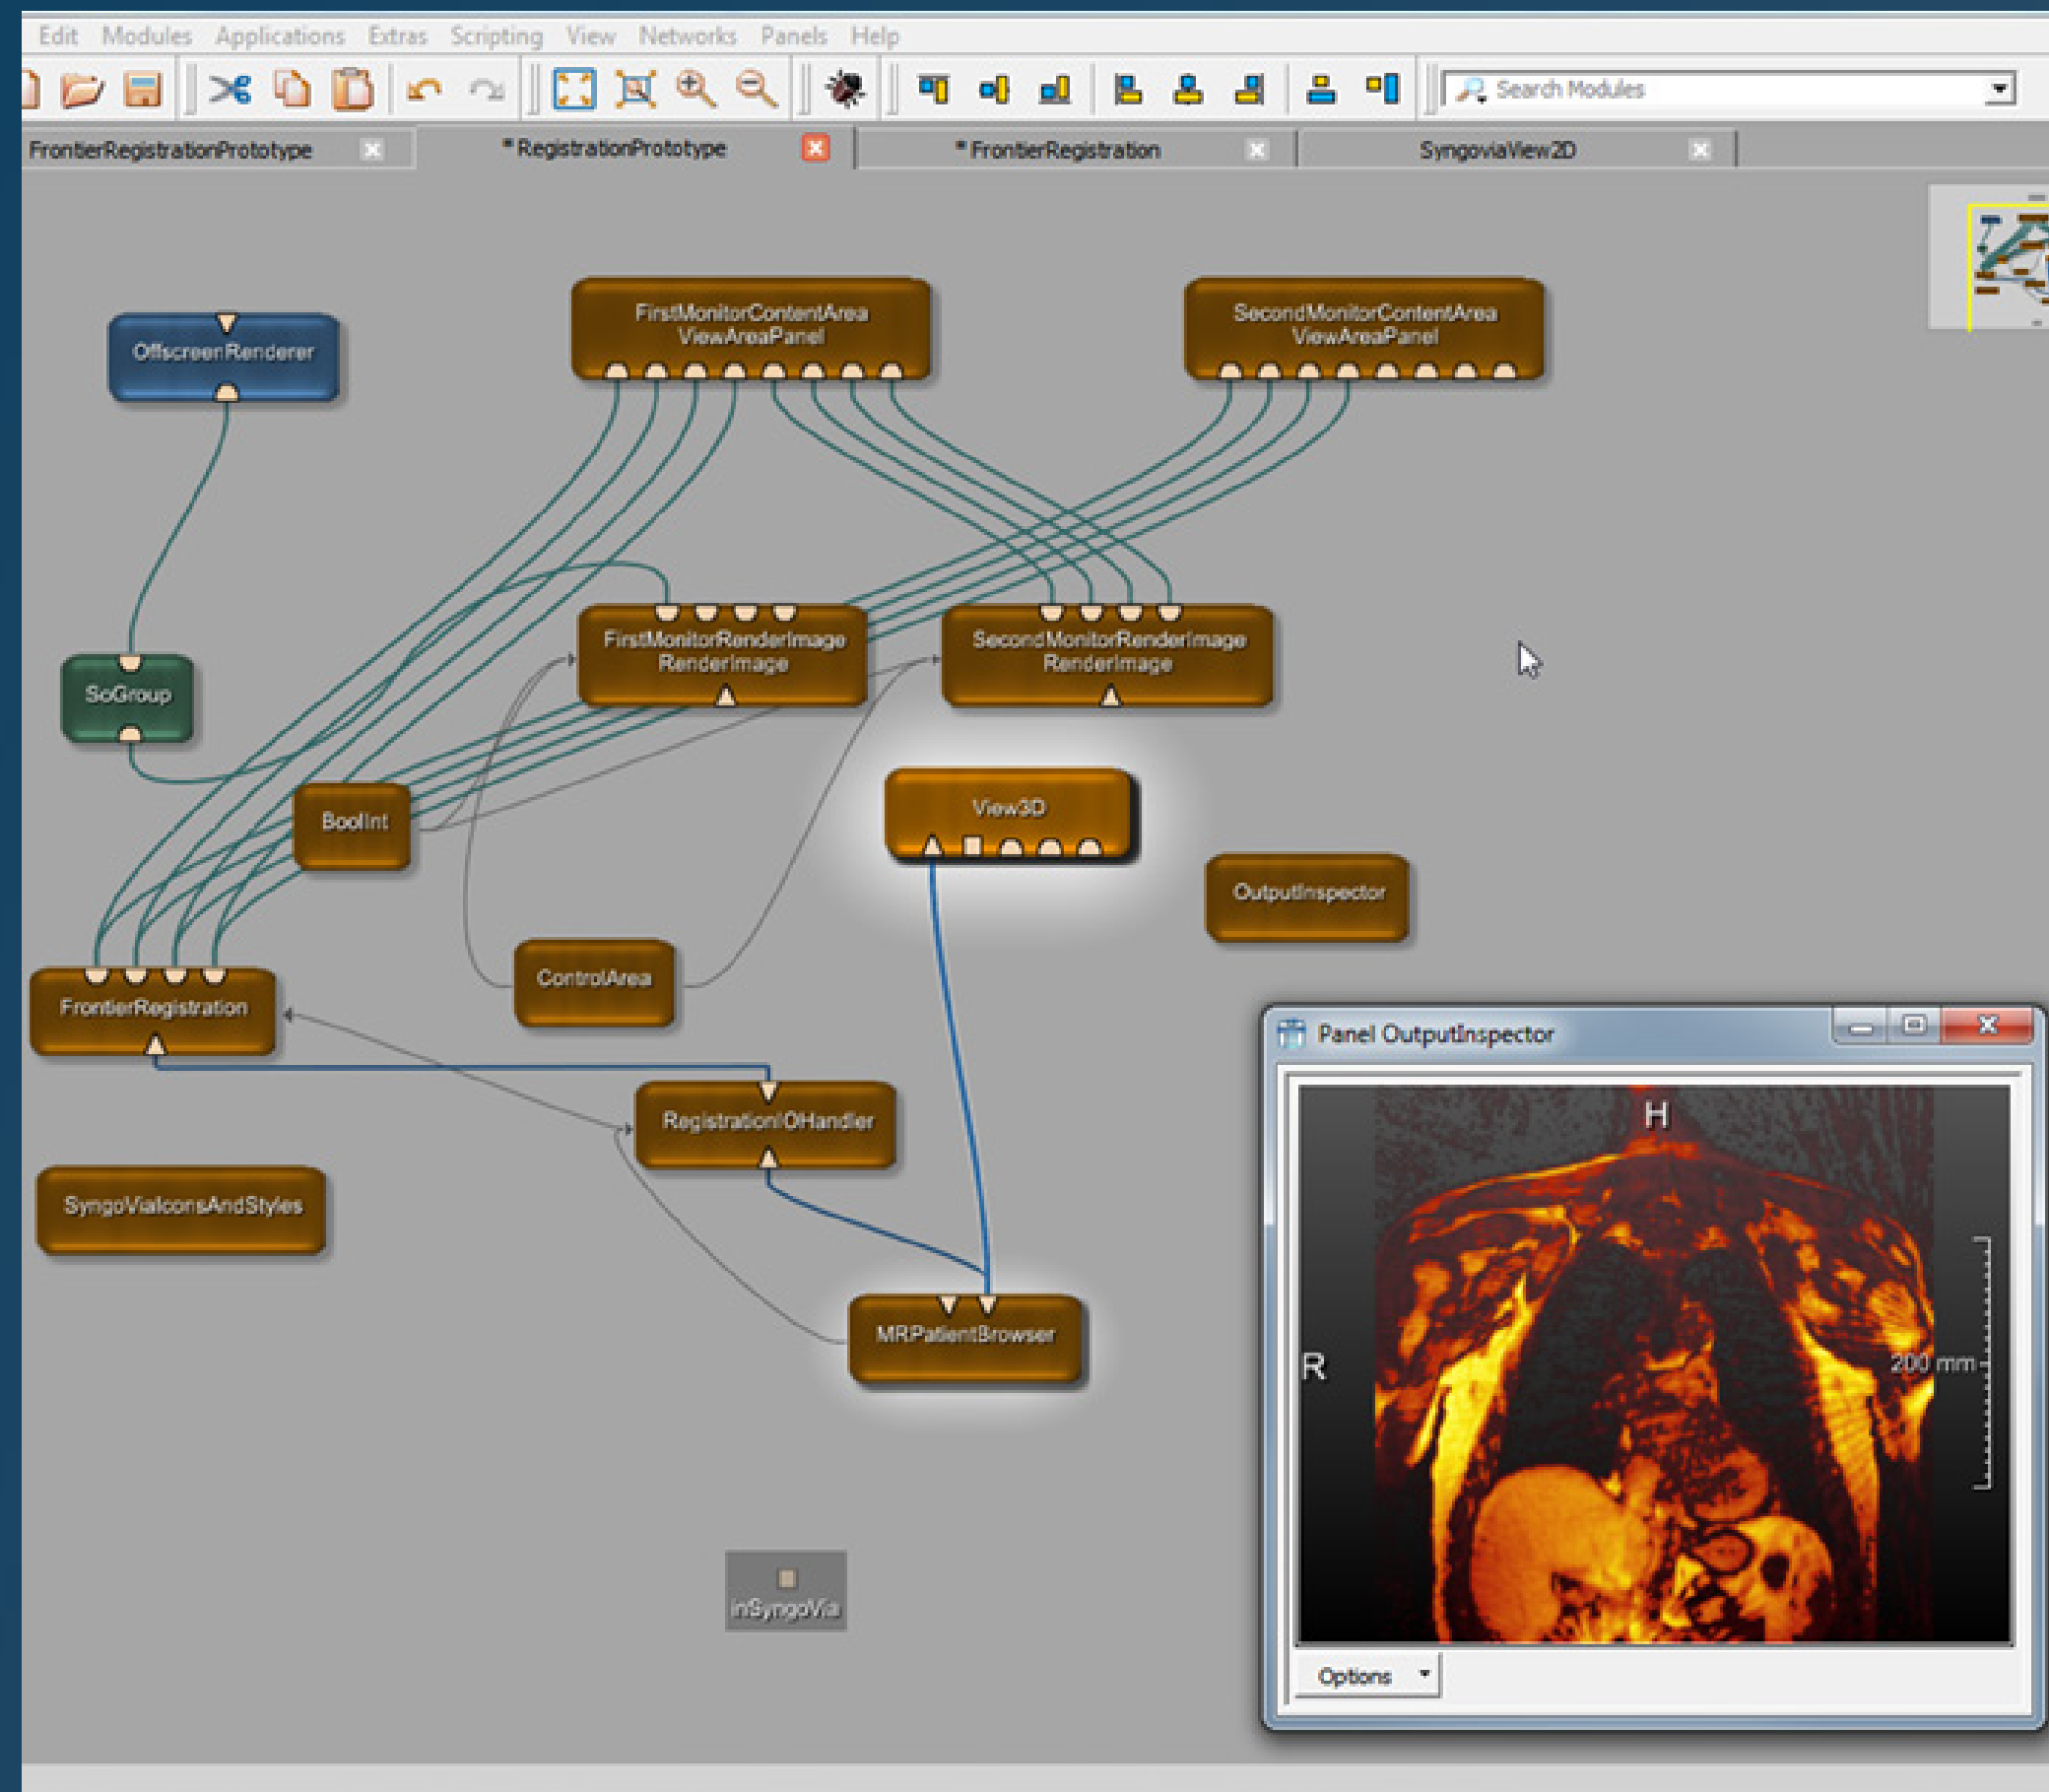 Edit Modules Applications Extras Scripting View Networks Panels Help
Search Modules
FrontierRegistrationPrototype * RegistrationPrototype * FrontierRegistration SyngoviaView2D
FirstMonitorContentArea
ViewAreaPanel
SecondMonitorContentArea
ViewAreaPanel
OffscreenRenderer
FirstMonitorRenderImage
RenderImage
SecondMonitorRenderImage
RenderImage
SoGroup
View3D
BoolInt
OutputInspector
ControlArea
FrontierRegistration
Panel OutputInspector
H
RegistrationIOHandler
SyngoViaIconsAndStyles
MRPatientBrowser
R
200 mm
inSyngoVia
Options